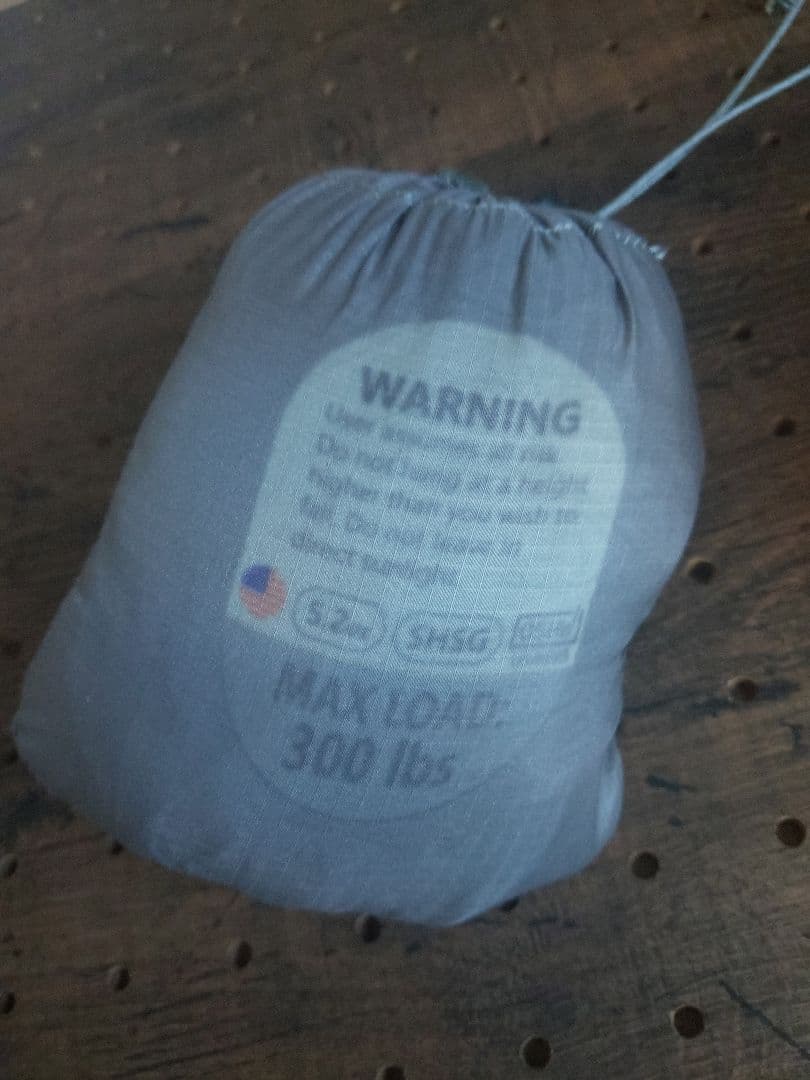 WARNING
User assumes all risk.
Do not hang at a height
higher than you wish to
fall. Do not leave in
direct sunlight.
5.2
SHSG
MAX LOAD:
300 lbs